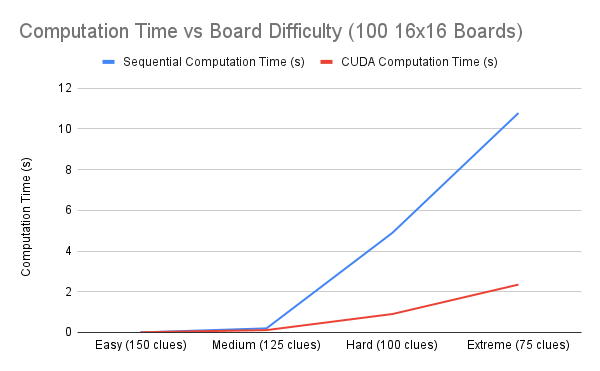 Computation Time vs Board Difficulty (100 16x16 Boards)
Sequential Computation Time (s)
CUDA Computation Time (s)
Computation Time (s)
12
10
8
6
4
2
0
Easy (150 clues)
Medium (125 clues)
Hard (100 clues)
Extreme (75 clues)